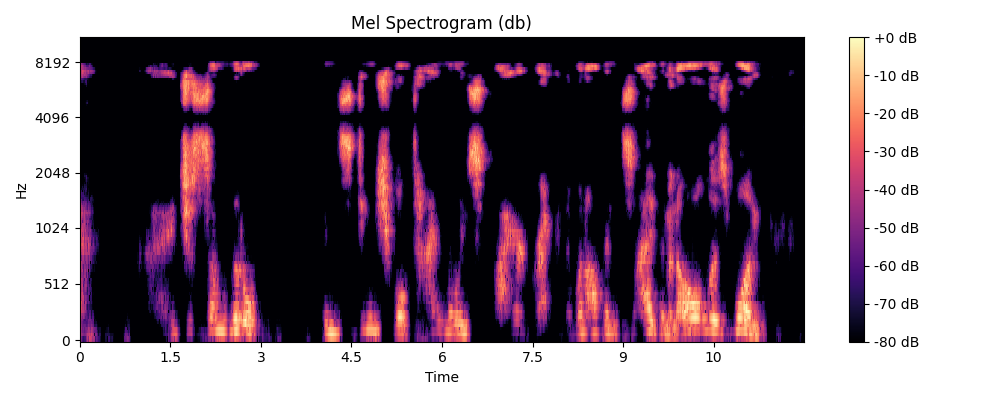 Mel Spectrogram (db)
Hz
8192
4096
2048
1024
512
0
0 1.5 3 4.5 6 7.5 9 10
Time
+0 dB
-10 dB
-20 dB
-30 dB
-40 dB
-50 dB
-60 dB
-70 dB
-80 dB